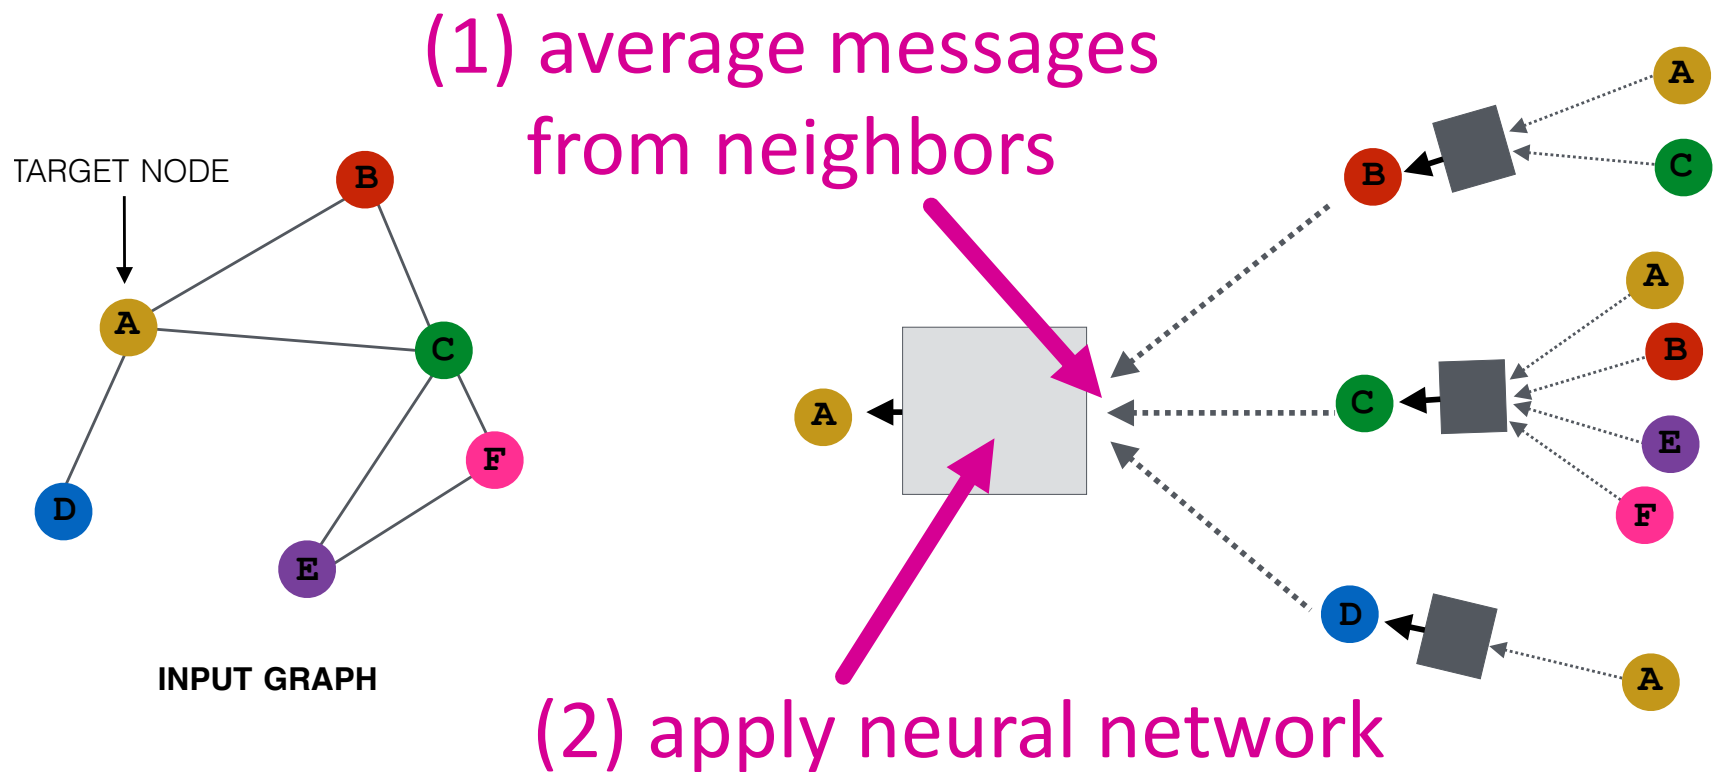 (1) average messages
from neighbors
TARGET NODE
B
A
C
F
D
E
INPUT GRAPH
A
B
A
C
C
A
B
E
F
D
A
(2) apply neural network